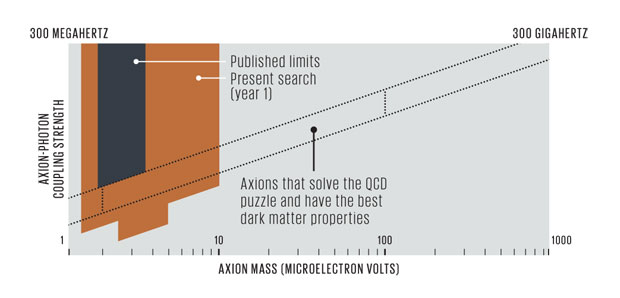 300 MEGAHERTZ
300 GIGAHERTZ
Published limits
Present search
(year 1)
AXION-PHOTON
COUPLING STRENGTH
Axions that solve the QCD
puzzle and have the best
dark matter properties
1
10
100
1000
AXION MASS (MICROELECTRON VOLTS)